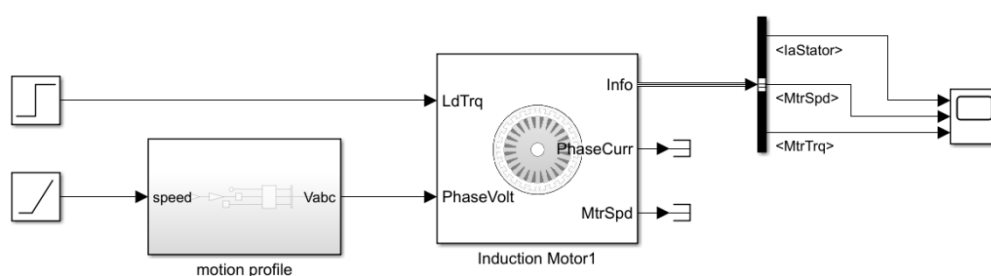 <IaStator>
Info
LdTrq
<MtrSpd>
<MtrTrq>
PhaseCurr
speed
Vabc
PhaseVolt
MtrSpd
Induction Motor1
motion profile